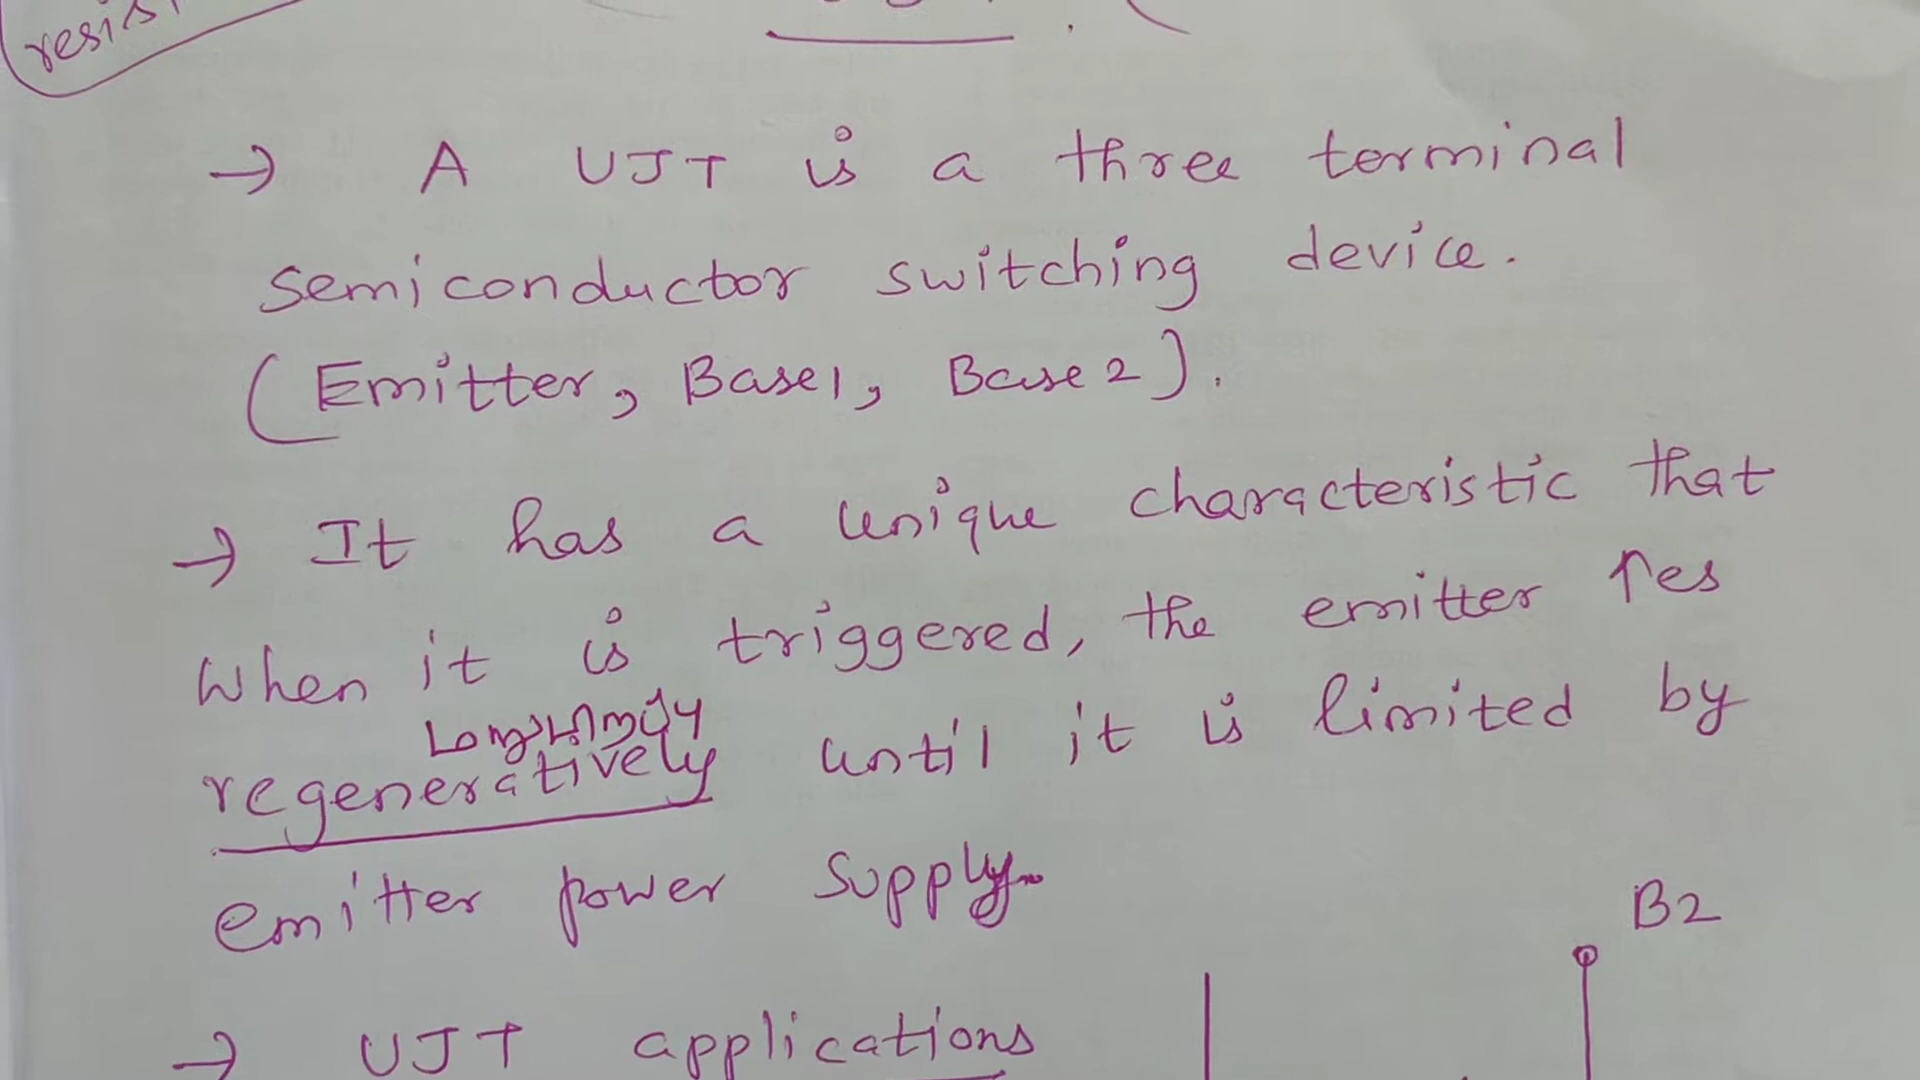 resis
→ A UJT is a three terminal
semiconductor switching device.
(Emitter, Base1, Base2).
→ It has a unique characteristic that
when it is triggered, the emitter ↑es
regeneratively until it is limited by
emitter power supply.
B2
→ UJT applications